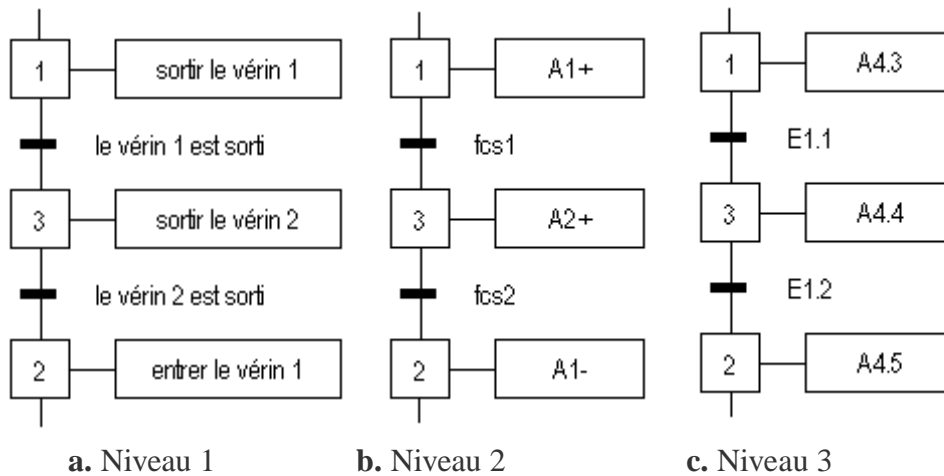 1 sortir le vérin 1
le vérin 1 est sorti
3 sortir le vérin 2
le vérin 2 est sorti
2 entrer le vérin 1
a. Niveau 1
1 A1+
fcs1
3 A2+
fcs2
2 A1-
b. Niveau 2
1 A4.3
E1.1
3 A4.4
E1.2
2 A4.5
c. Niveau 3